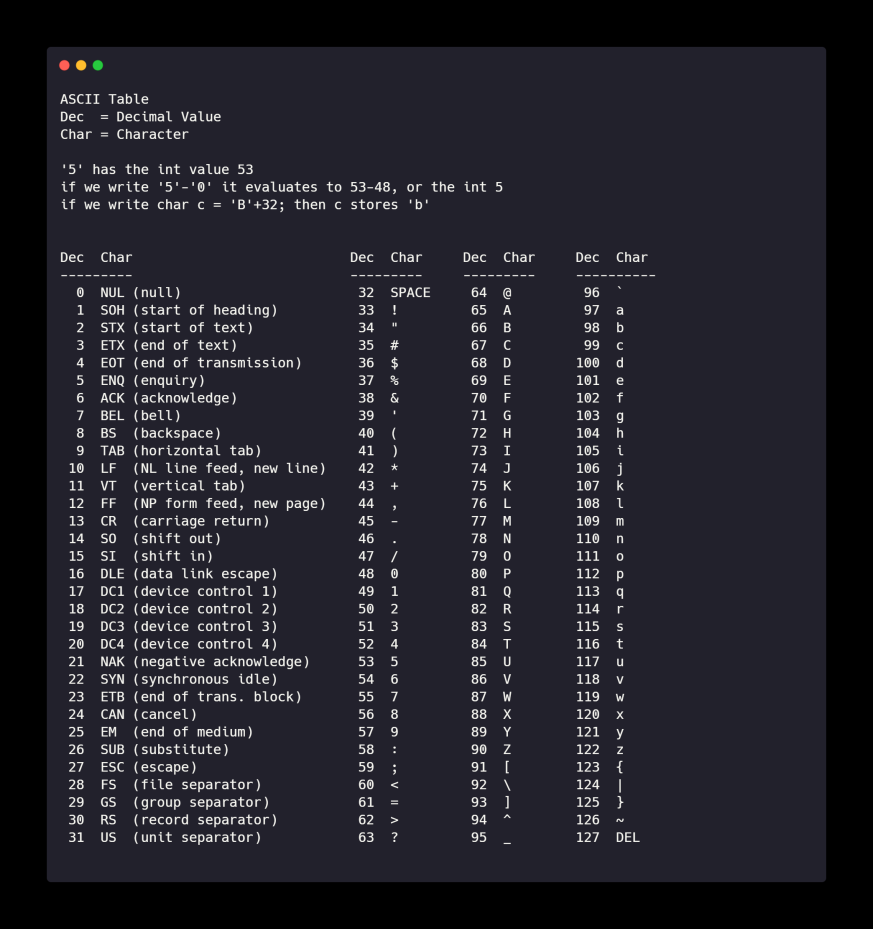 ASCII Table
Dec  = Decimal Value
Char = Character
'5' has the int value 53
if we write '5'-'0' it evaluates to 53-48, or the int 5
if we write char c = 'B'+32; then c stores 'b'
Dec  Char                           Dec  Char     Dec  Char     Dec  Char
---------                           ---------     ---------     ----------
  0  NUL (null)                      32  SPACE     64  @         96  `
  1  SOH (start of heading)          33  !         65  A         97  a
  2  STX (start of text)             34  "         66  B         98  b
  3  ETX (end of text)               35  #         67  C         99  c
  4  EOT (end of transmission)       36  $         68  D        100  d
  5  ENQ (enquiry)                   37  %         69  E        101  e
  6  ACK (acknowledge)               38  &         70  F        102  f
  7  BEL (bell)                      39  '         71  G        103  g
  8  BS  (backspace)                 40  (         72  H        104  h
  9  TAB (horizontal tab)            41  )         73  I        105  i
 10  LF  (NL line feed, new line)    42  *         74  J        106  j
 11  VT  (vertical tab)              43  +         75  K        107  k
 12  FF  (NP form feed, new page)    44  ,         76  L        108  l
 13  CR  (carriage return)           45  -         77  M        109  m
 14  SO  (shift out)                 46  .         78  N        110  n
 15  SI  (shift in)                  47  /         79  O        111  o
 16  DLE (data link escape)          48  0         80  P        112  p
 17  DC1 (device control 1)          49  1         81  Q        113  q
 18  DC2 (device control 2)          50  2         82  R        114  r
 19  DC3 (device control 3)          51  3         83  S        115  s
 20  DC4 (device control 4)          52  4         84  T        116  t
 21  NAK (negative acknowledge)      53  5         85  U        117  u
 22  SYN (synchronous idle)          54  6         86  V        118  v
 23  ETB (end of trans. block)       55  7         87  W        119  w
 24  CAN (cancel)                    56  8         88  X        120  x
 25  EM  (end of medium)             57  9         89  Y        121  y
 26  SUB (substitute)                58  :         90  Z        122  z
 27  ESC (escape)                    59  ;         91  [        123  {
 28  FS  (file separator)            60  <         92  \        124  |
 29  GS  (group separator)           61  =         93  ]        125  }
 30  RS  (record separator)          62  >         94  ^        126  ~
 31  US  (unit separator)            63  ?         95  _        127  DEL